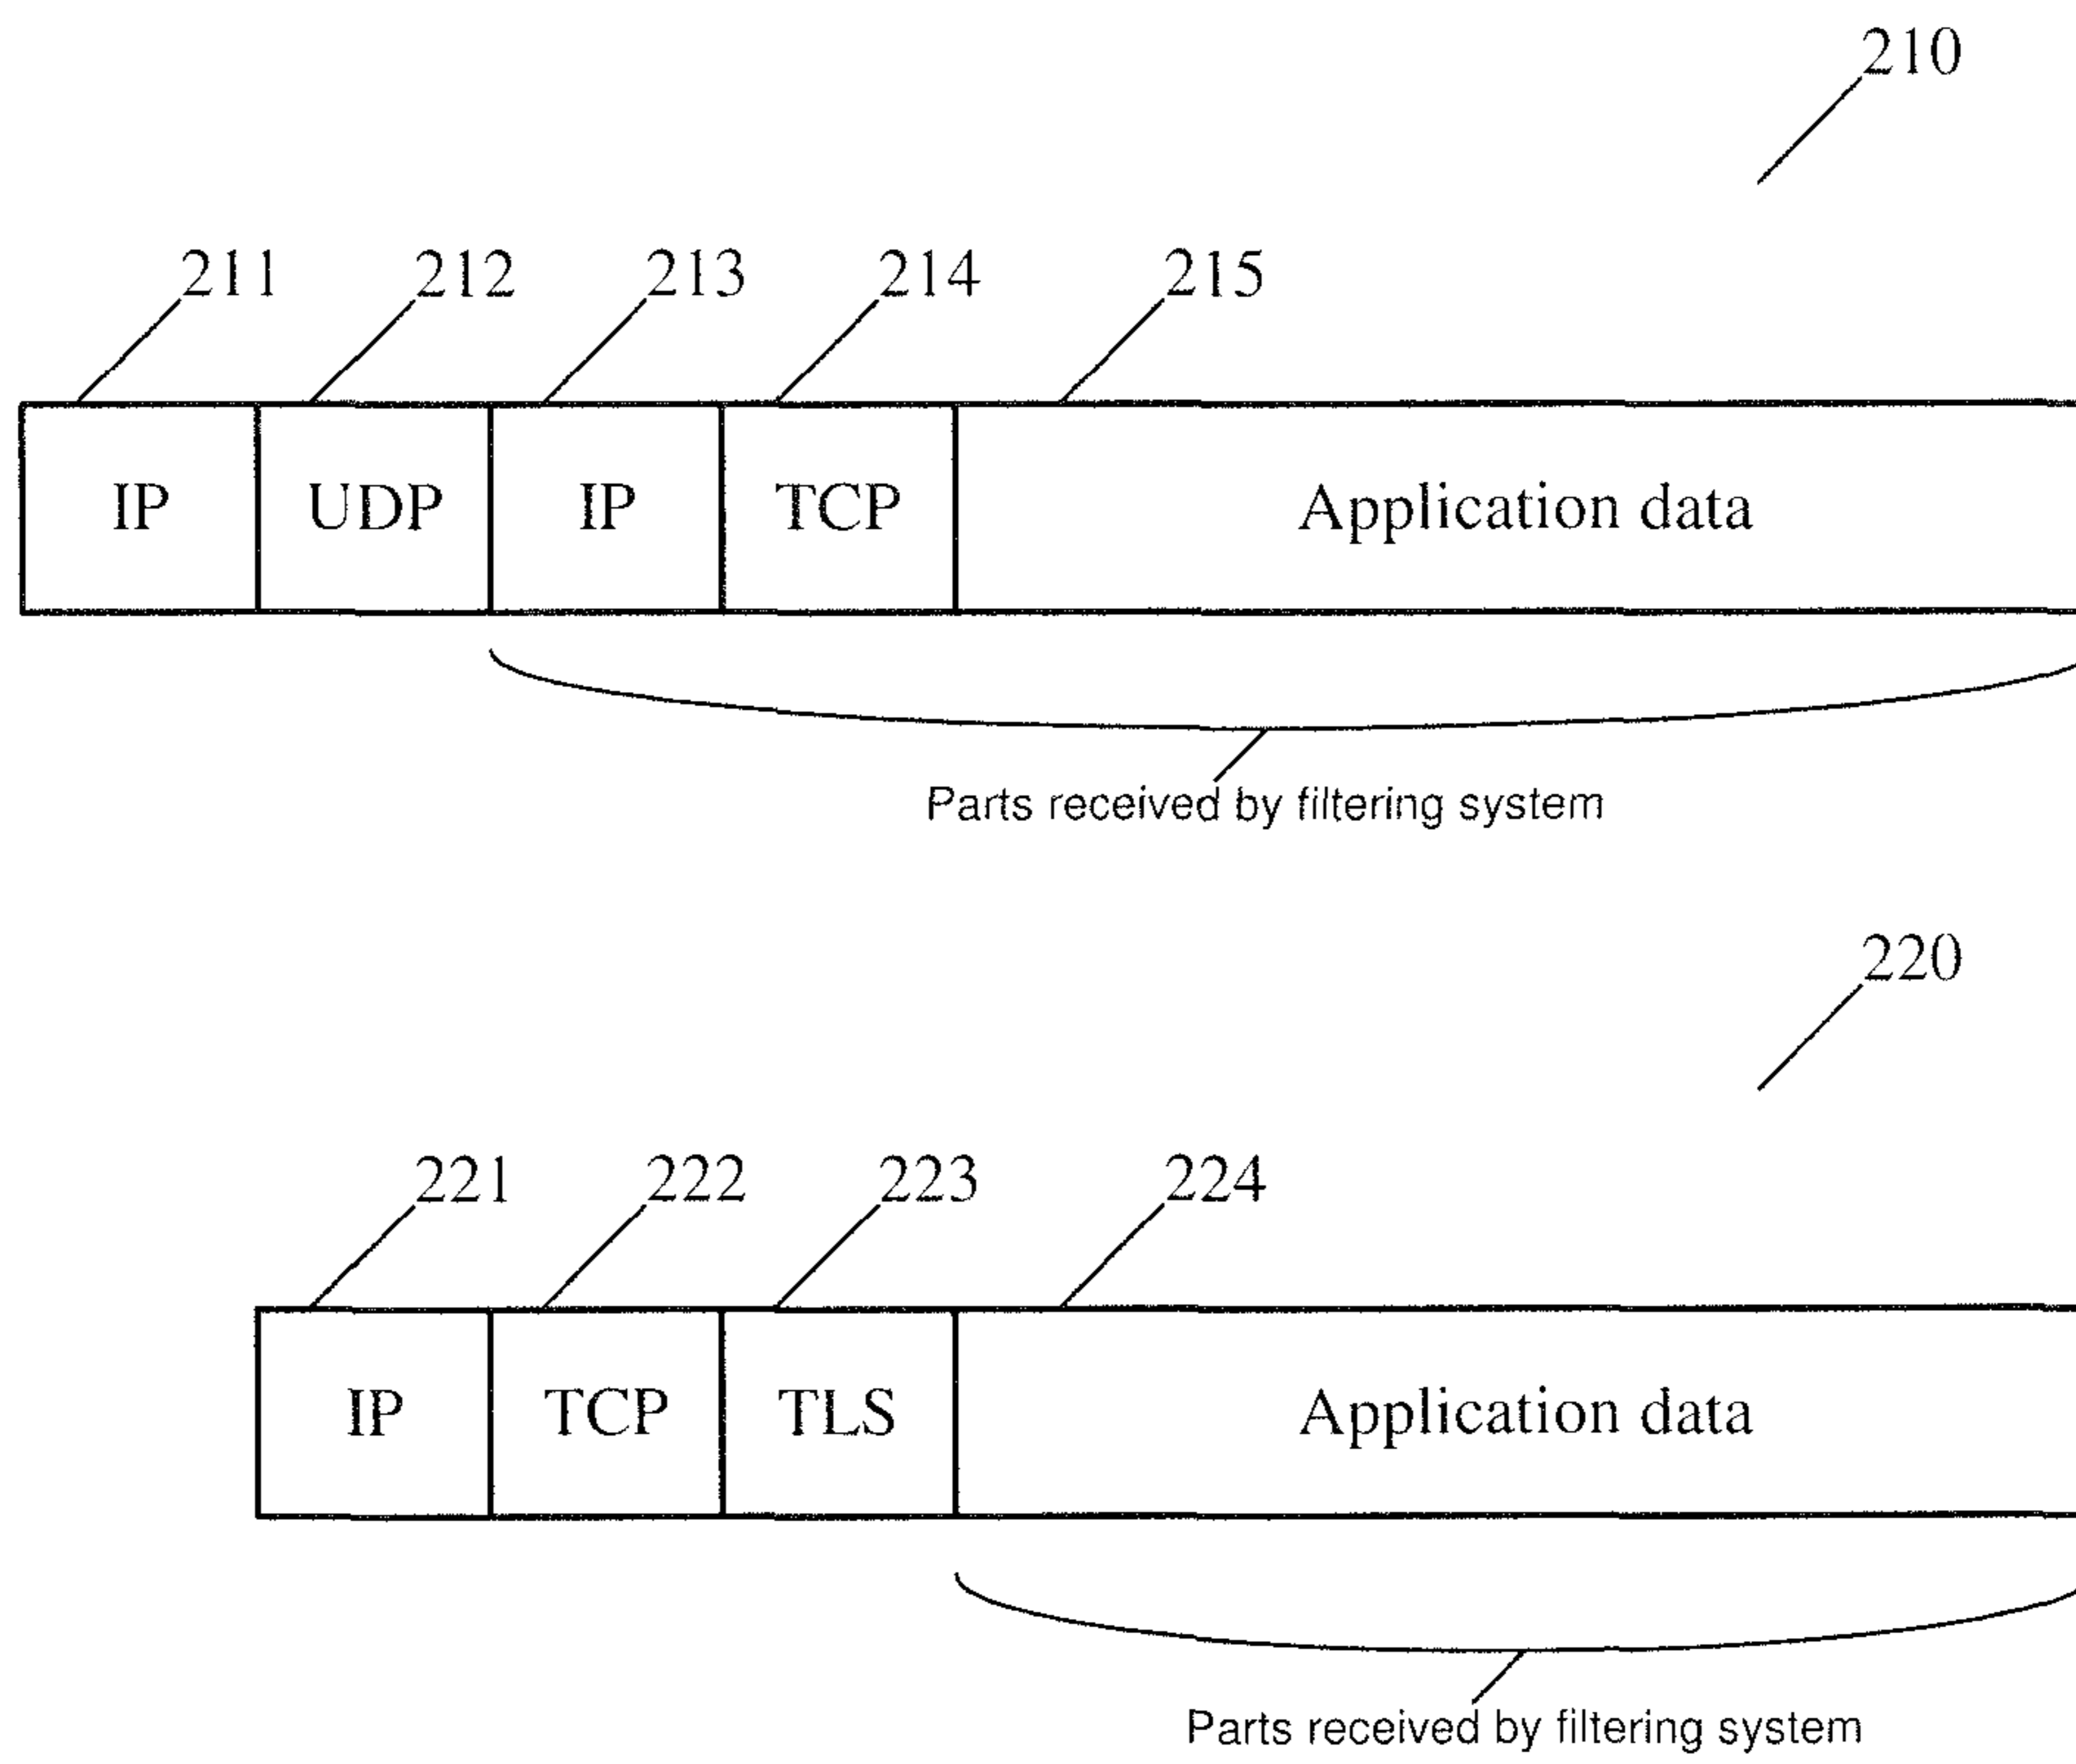 210
211 212 213 214 215
IP UDP IP TCP Application data
Parts received by filtering system
220
221 222 223 224
IP TCP TLS Application data
Parts received by filtering system